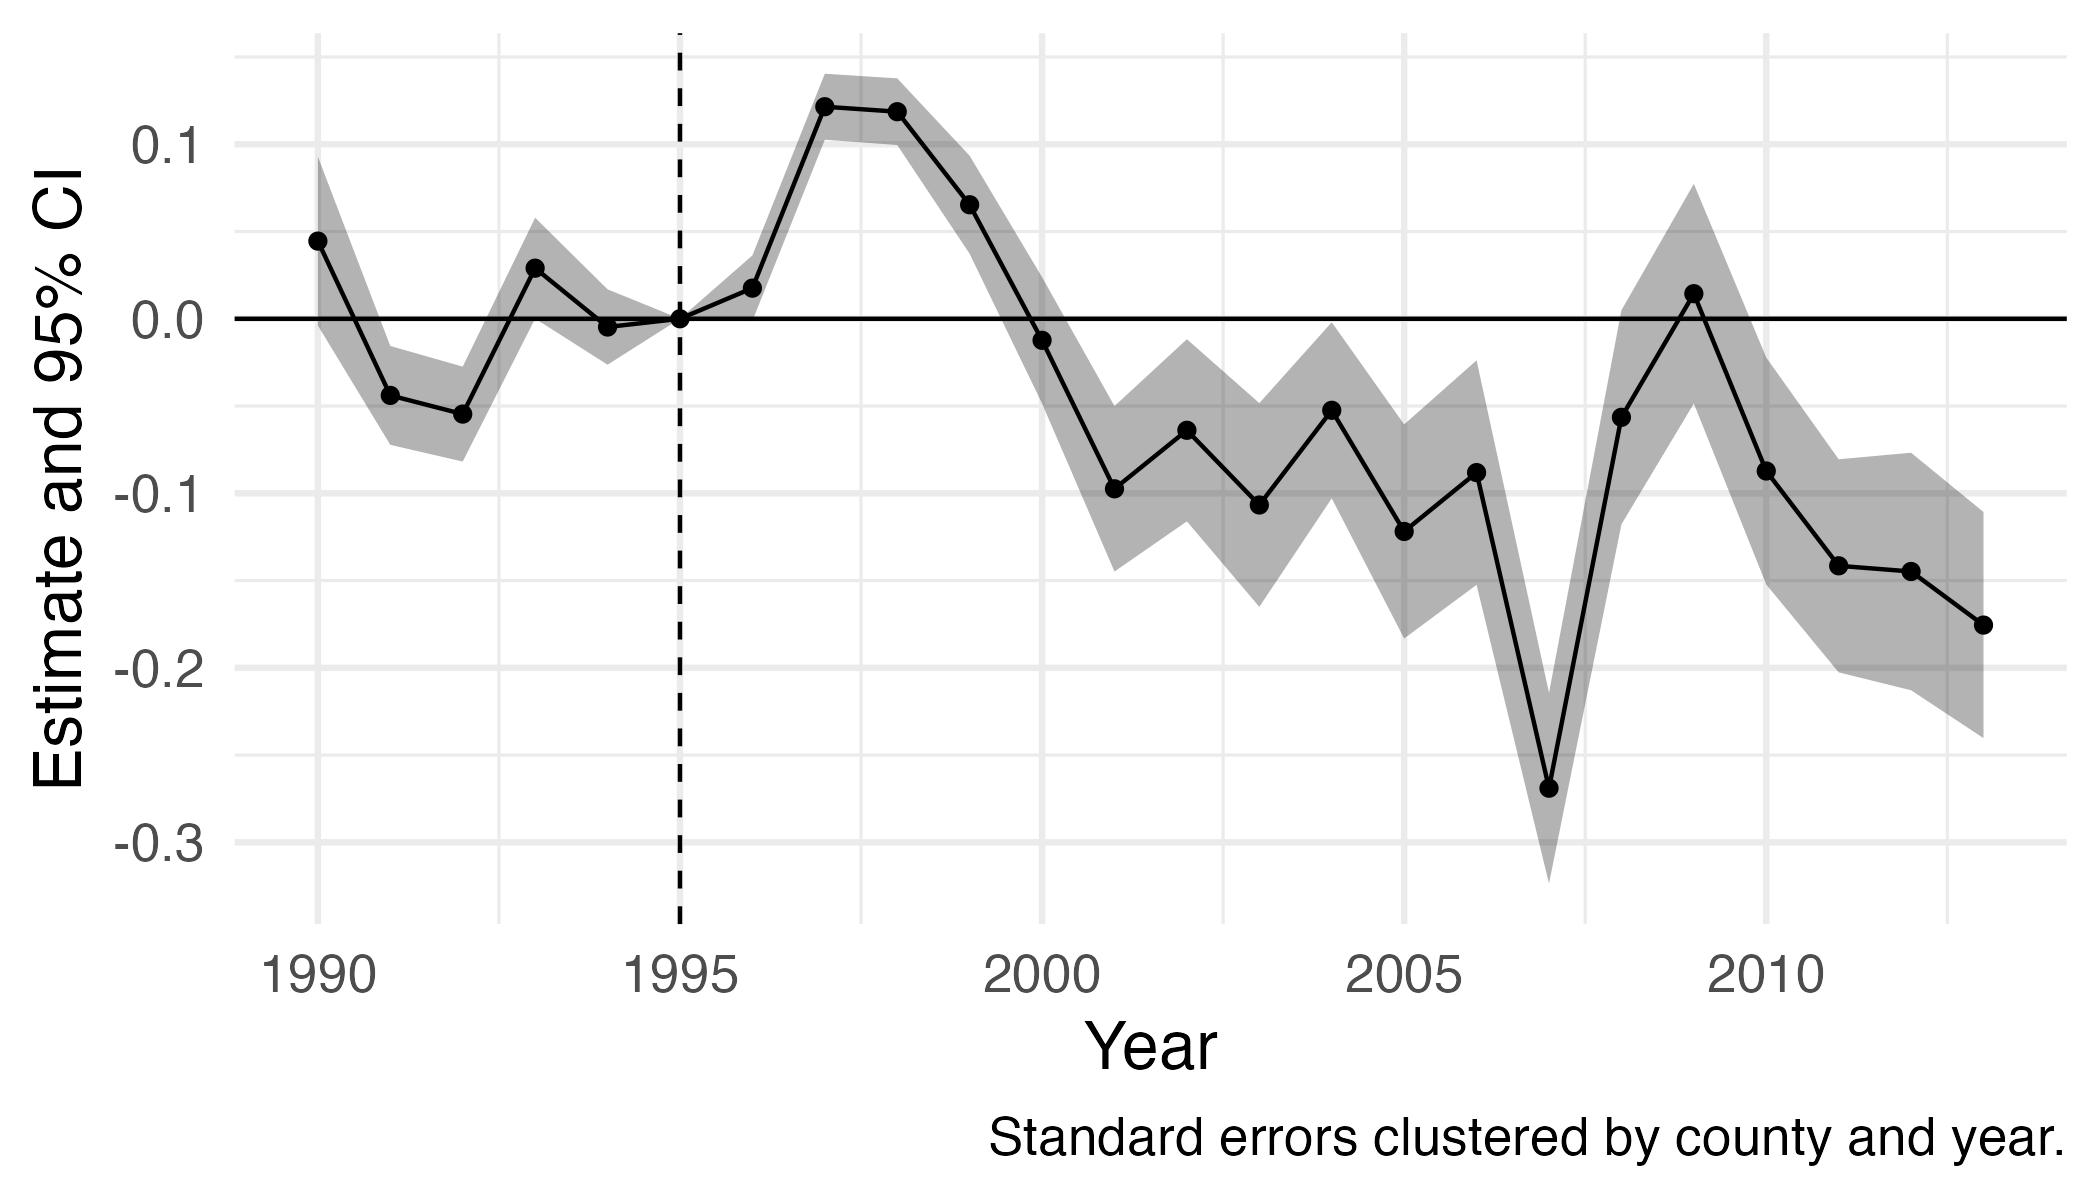 Estimate and 95% CI
0.1
0.0
-0.1
-0.2
-0.3
1990 1995 2000 2005 2010
Year
Standard errors clustered by county and year.